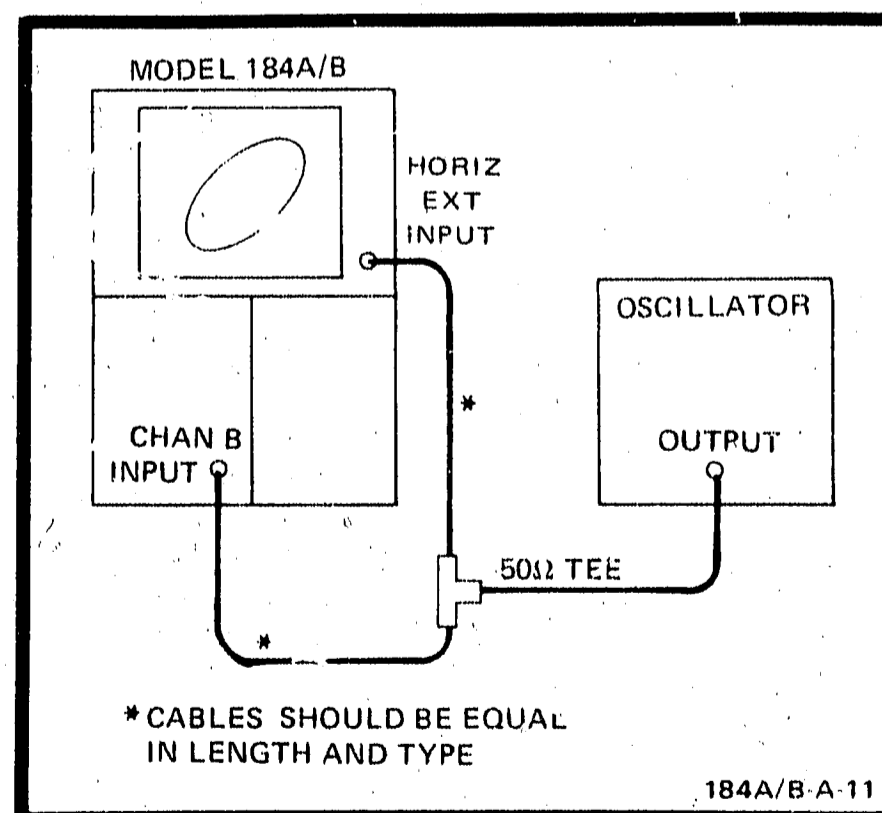 MODEL 184A/B
HORIZ
EXT
INPUT
OSCILLATOR
CHAN B
INPUT
OUTPUT
*
50Ω TEE
*
* CABLES SHOULD BE EQUAL
IN LENGTH AND TYPE
184A/B-A-11